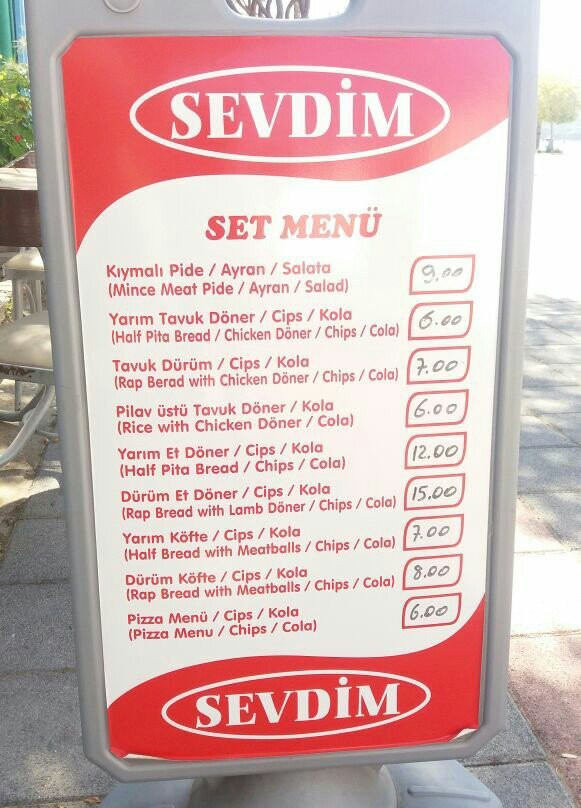 SEVDİM
SET MENÜ
Kıymalı Pide / Ayran / Salata 9.00
(Mince Meat Pide / Ayran / Salad)
Yarım Tavuk Döner / Cips / Kola 6.00
(Half Pita Bread / Chicken Döner / Chips / Cola)
Tavuk Dürüm / Cips / Kola 7.00
(Rap Berad with Chicken Döner / Chips / Cola)
Pilav üstü Tavuk Döner / Kola 6.00
(Rice with Chicken Döner / Cola)
Yarım Et Döner / Cips / Kola 12.00
(Half Pita Bread / Chips / Cola)
Dürüm Et Döner / Cips / Kola 15.00
(Rap Bread with Lamb Döner / Chips / Cola)
Yarım Köfte / Cips / Kola 7.00
(Half Bread with Meatballs / Chips / Cola)
Dürüm Köfte / Cips / Kola 8.00
(Rap Bread with Meatballs / Chips / Cola)
Pizza Menü / Cips / Kola 6.00
(Pizza Menu / Chips / Cola)
SEVDİM